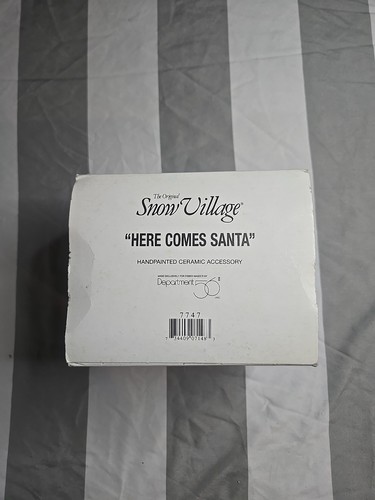 The Original
Snow Village®
“HERE COMES SANTA”
HANDPAINTED CERAMIC ACCESSORY
Department 56®
7747